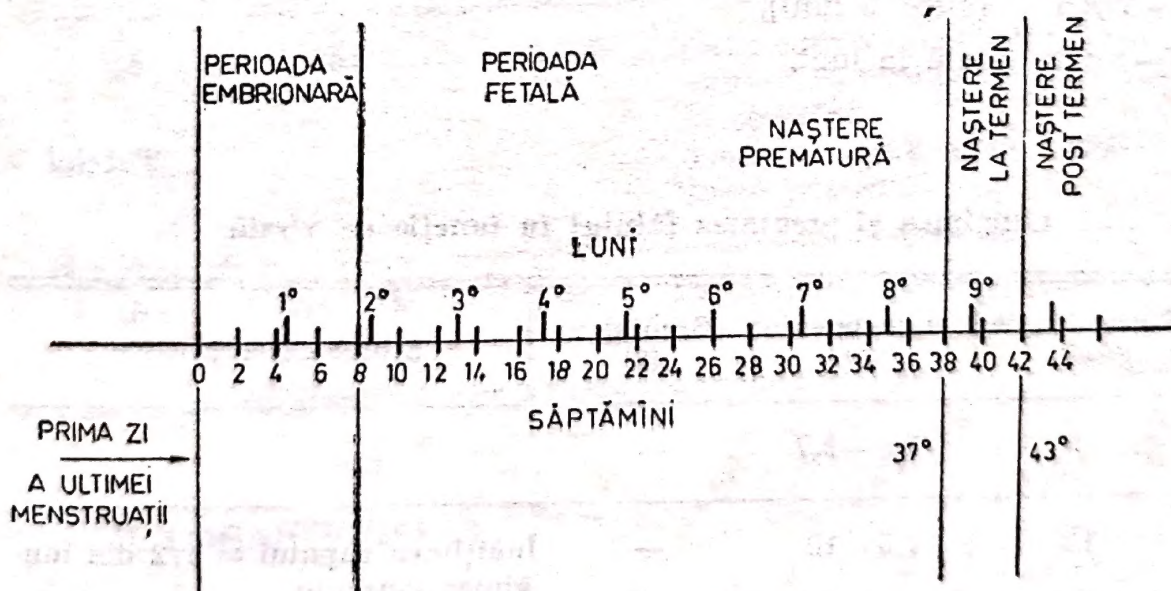 PERIOADA
EMBRIONARĂ
PERIOADA
FETALĂ
NAŞTERE
PREMATURĂ
NAŞTERE
LA TERMEN
NAŞTERE
POST TERMEN
LUNI
1° 2° 3° 4° 5° 6° 7° 8° 9°
0 2 4 6 8 10 12 14 16 18 20 22 24 26 28 30 32 34 36 38 40 42 44
SĂPTĂMÎNI
PRIMA ZI
A ULTIMEI
MENSTRUAŢII
37°
43°